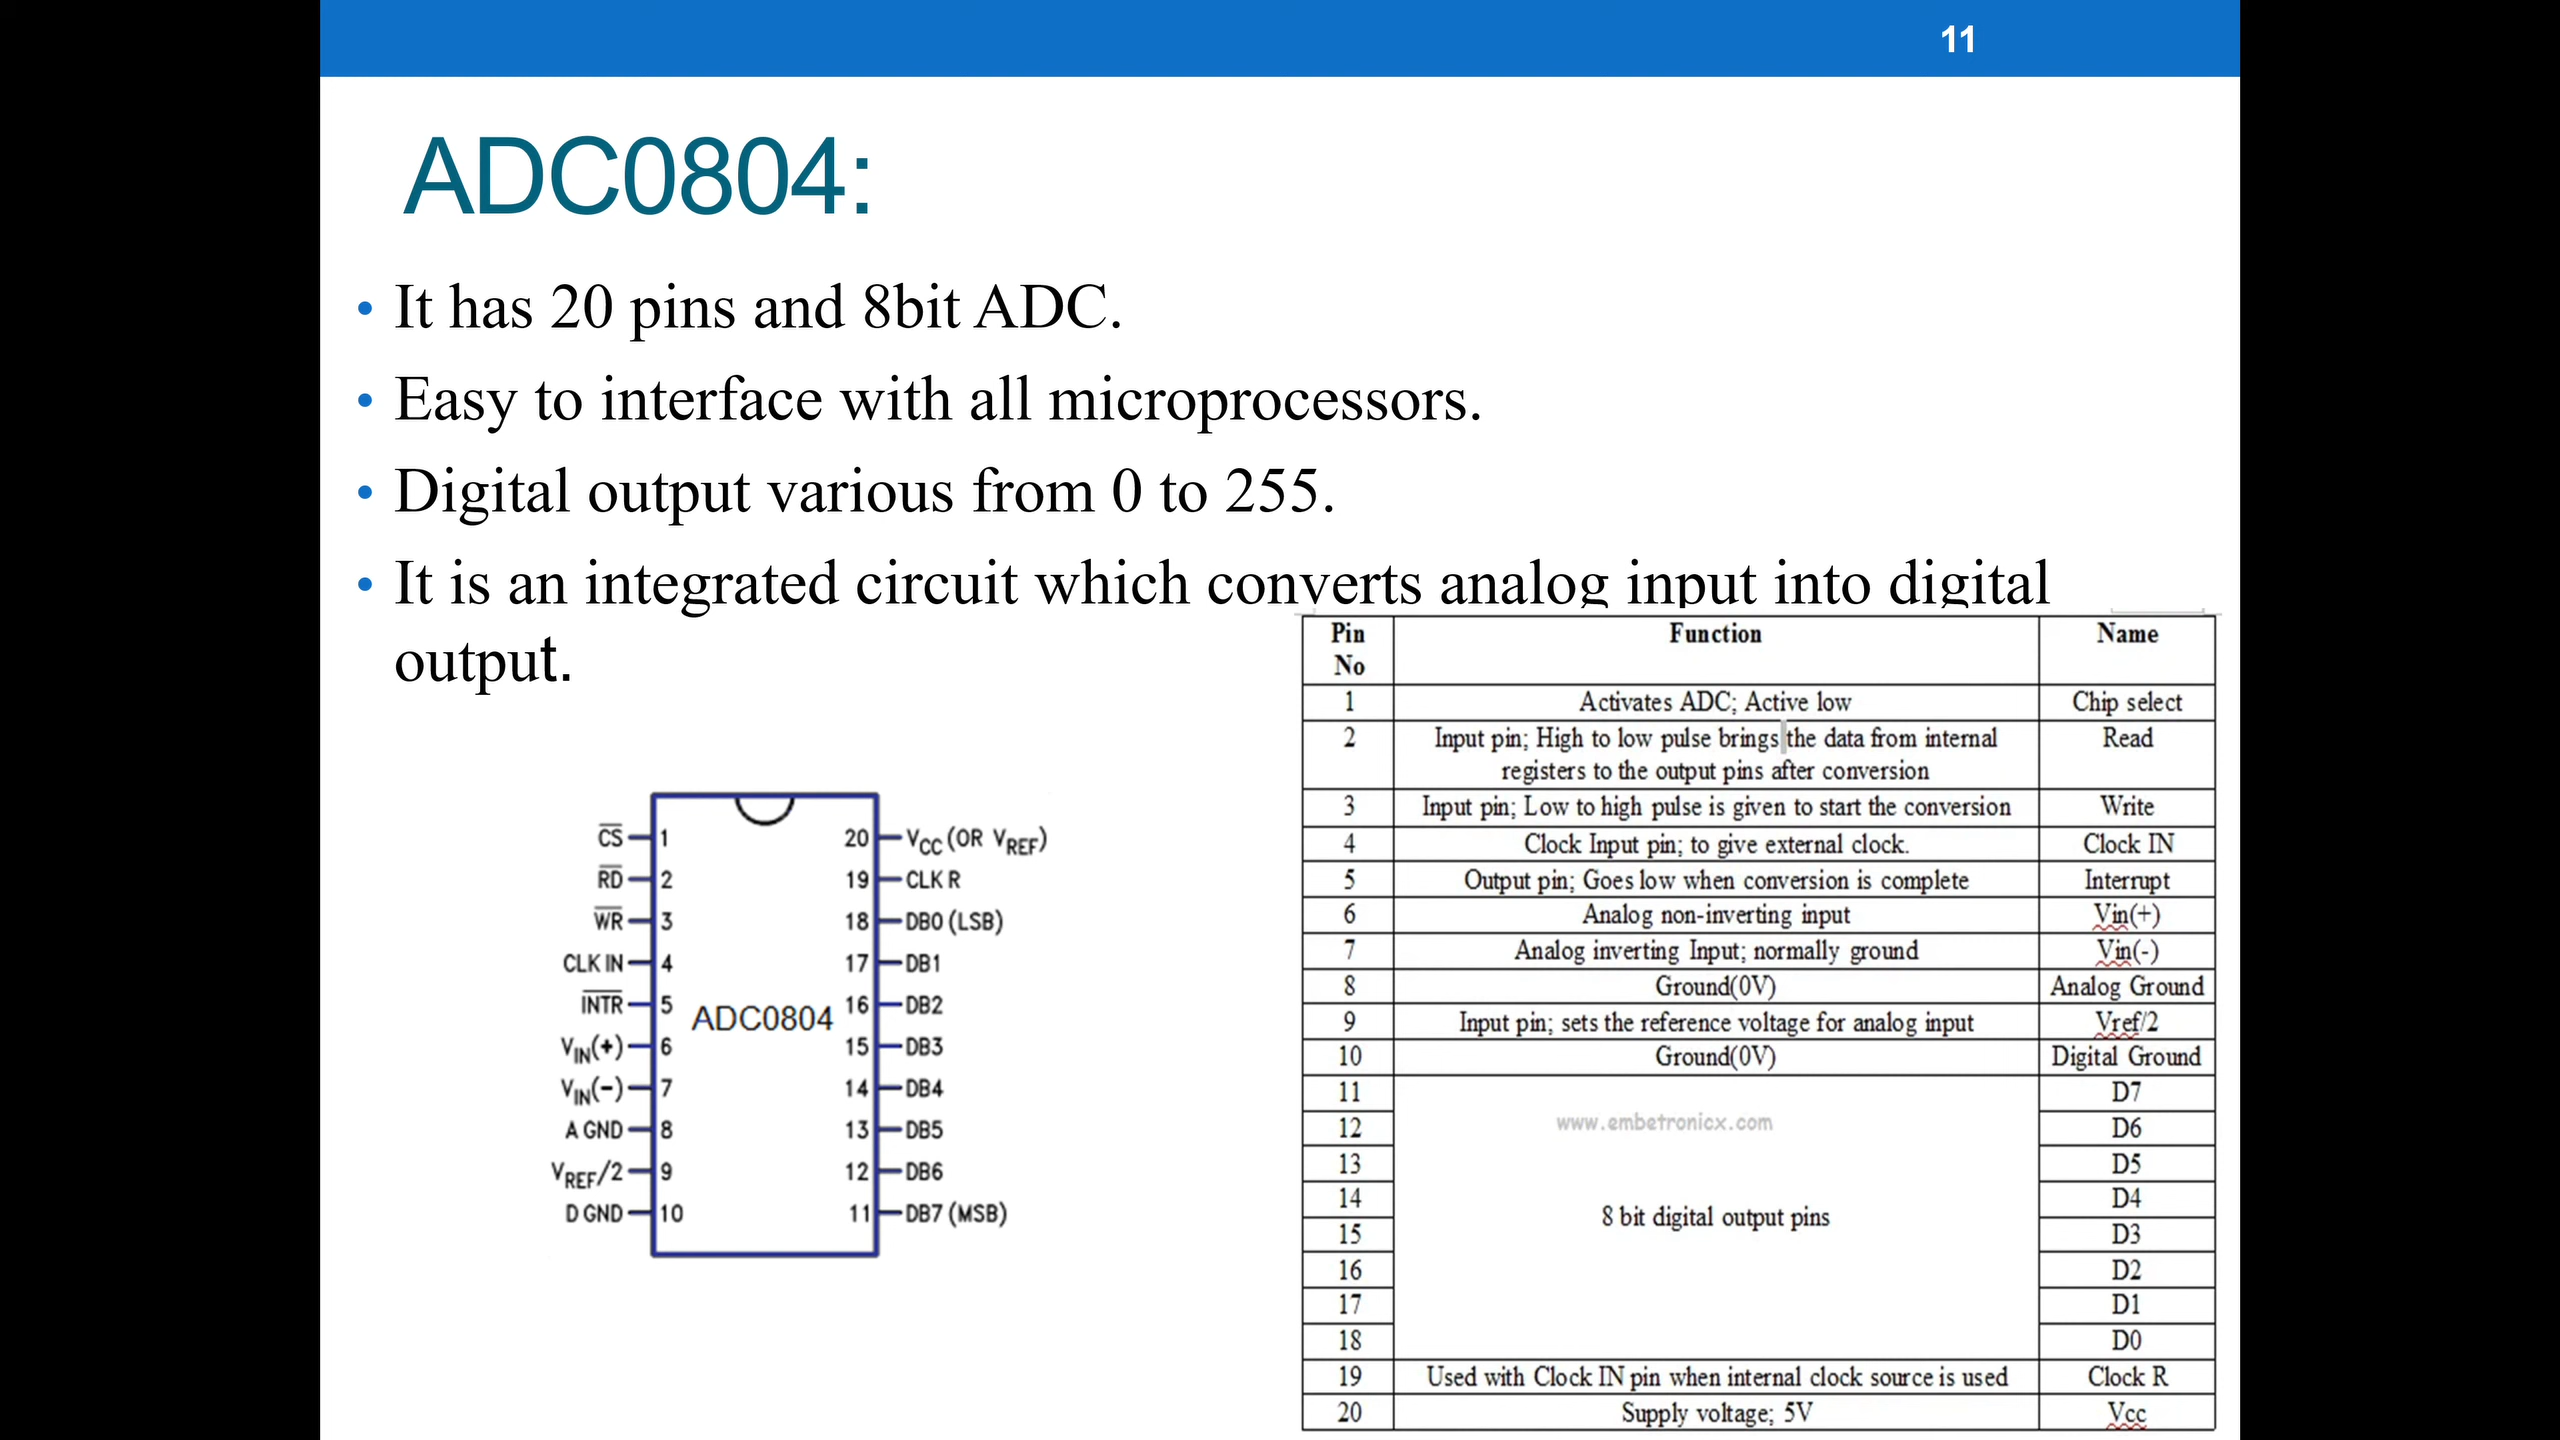 11
ADC0804:
• It has 20 pins and 8bit ADC.
• Easy to interface with all microprocessors.
• Digital output various from 0 to 255.
• It is an integrated circuit which converts analog input into digital
output.
CS 1
RD 2
WR 3
CLK IN 4
INTR 5
VIN(+) 6
VIN(-) 7
A GND 8
VREF/2 9
D GND 10
ADC0804
20 VCC (OR VREF)
19 CLK R
18 DB0 (LSB)
17 DB1
16 DB2
15 DB3
14 DB4
13 DB5
12 DB6
11 DB7 (MSB)
Pin No Function Name
1 Activates ADC; Active low Chip select
2 Input pin; High to low pulse brings the data from internal Read
registers to the output pins after conversion
3 Input pin; Low to high pulse is given to start the conversion Write
4 Clock Input pin; to give external clock. Clock IN
5 Output pin; Goes low when conversion is complete Interrupt
6 Analog non-inverting input Vin(+)
7 Analog inverting Input; normally ground Vin(-)
8 Ground(0V) Analog Ground
9 Input pin; sets the reference voltage for analog input Vref/2
10 Ground(0V) Digital Ground
11 D7
www.embetronicx.com
12 D6
13 D5
14 D4
8 bit digital output pins
15 D3
16 D2
17 D1
18 D0
19 Used with Clock IN pin when internal clock source is used Clock R
20 Supply voltage; 5V Vcc